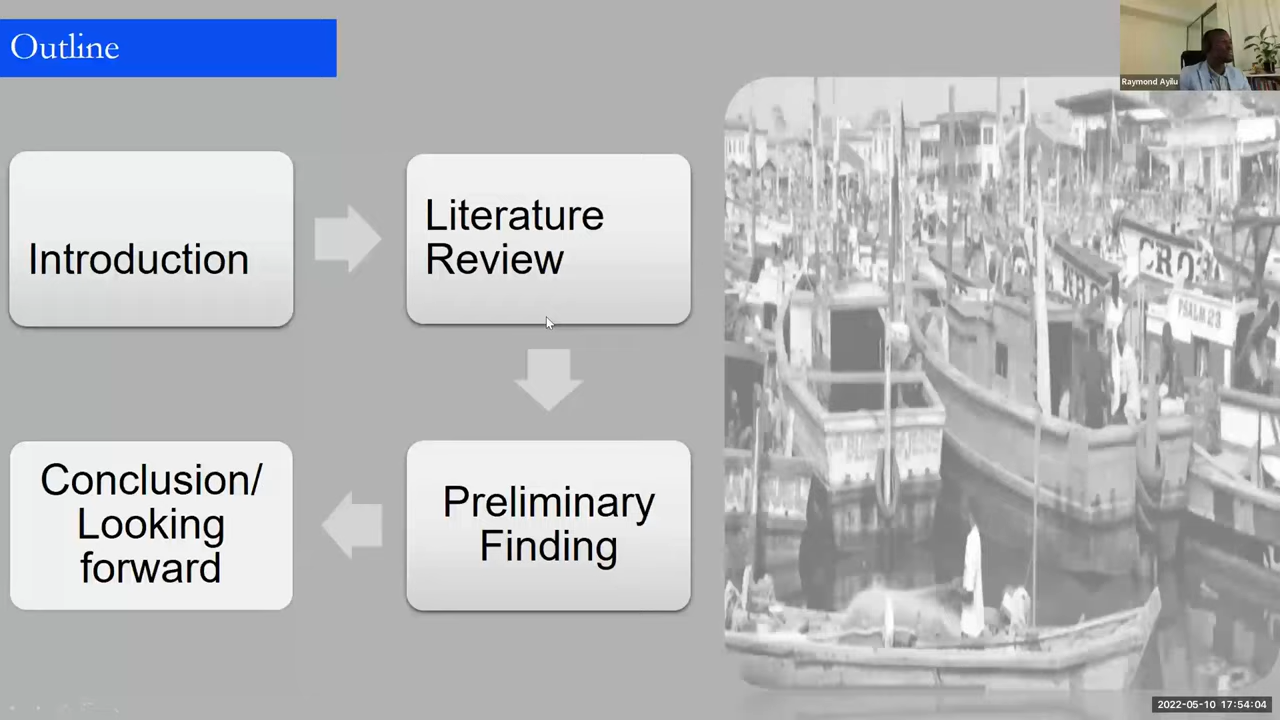 Outline
Raymond Ayilu
Introduction
Literature
Review
Preliminary
Finding
Conclusion/
Looking
forward
PSALM 23
2022-05-10 17:54:04